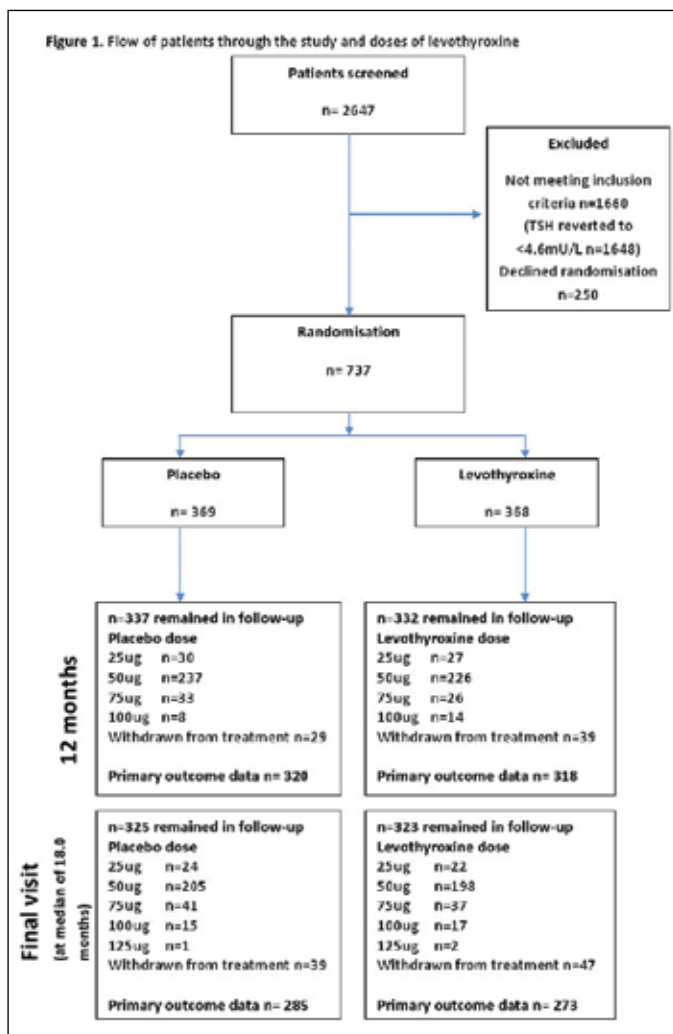 Figure 1. Flow of patients through the study and doses of levothyroxine
Patients screened
n= 2647
Excluded
Not meeting inclusion
criteria n=1660
(TSH reverted to
<4.6mU/L n=1648)
Declined randomisation
n=250
Randomisation
n= 737
Placebo
n= 369
Levothyroxine
n= 368
12 months
n=337 remained in follow-up
Placebo dose
25ug n=30
50ug n=237
75ug n=33
100ug n=8
Withdrawn from treatment n=29
Primary outcome data n= 320
n=332 remained in follow-up
Levothyroxine dose
25ug n=27
50ug n=226
75ug n=26
100ug n=14
Withdrawn from treatment n=39
Primary outcome data n= 318
Final visit
(at median of 18.0
months)
n=325 remained in follow-up
Placebo dose
25ug n=24
50ug n=205
75ug n=41
100ug n=15
125ug n=1
Withdrawn from treatment n=39
Primary outcome data n= 285
n=323 remained in follow-up
Levothyroxine dose
25ug n=22
50ug n=198
75ug n=37
100ug n=17
125ug n=2
Withdrawn from treatment n=47
Primary outcome data n= 273